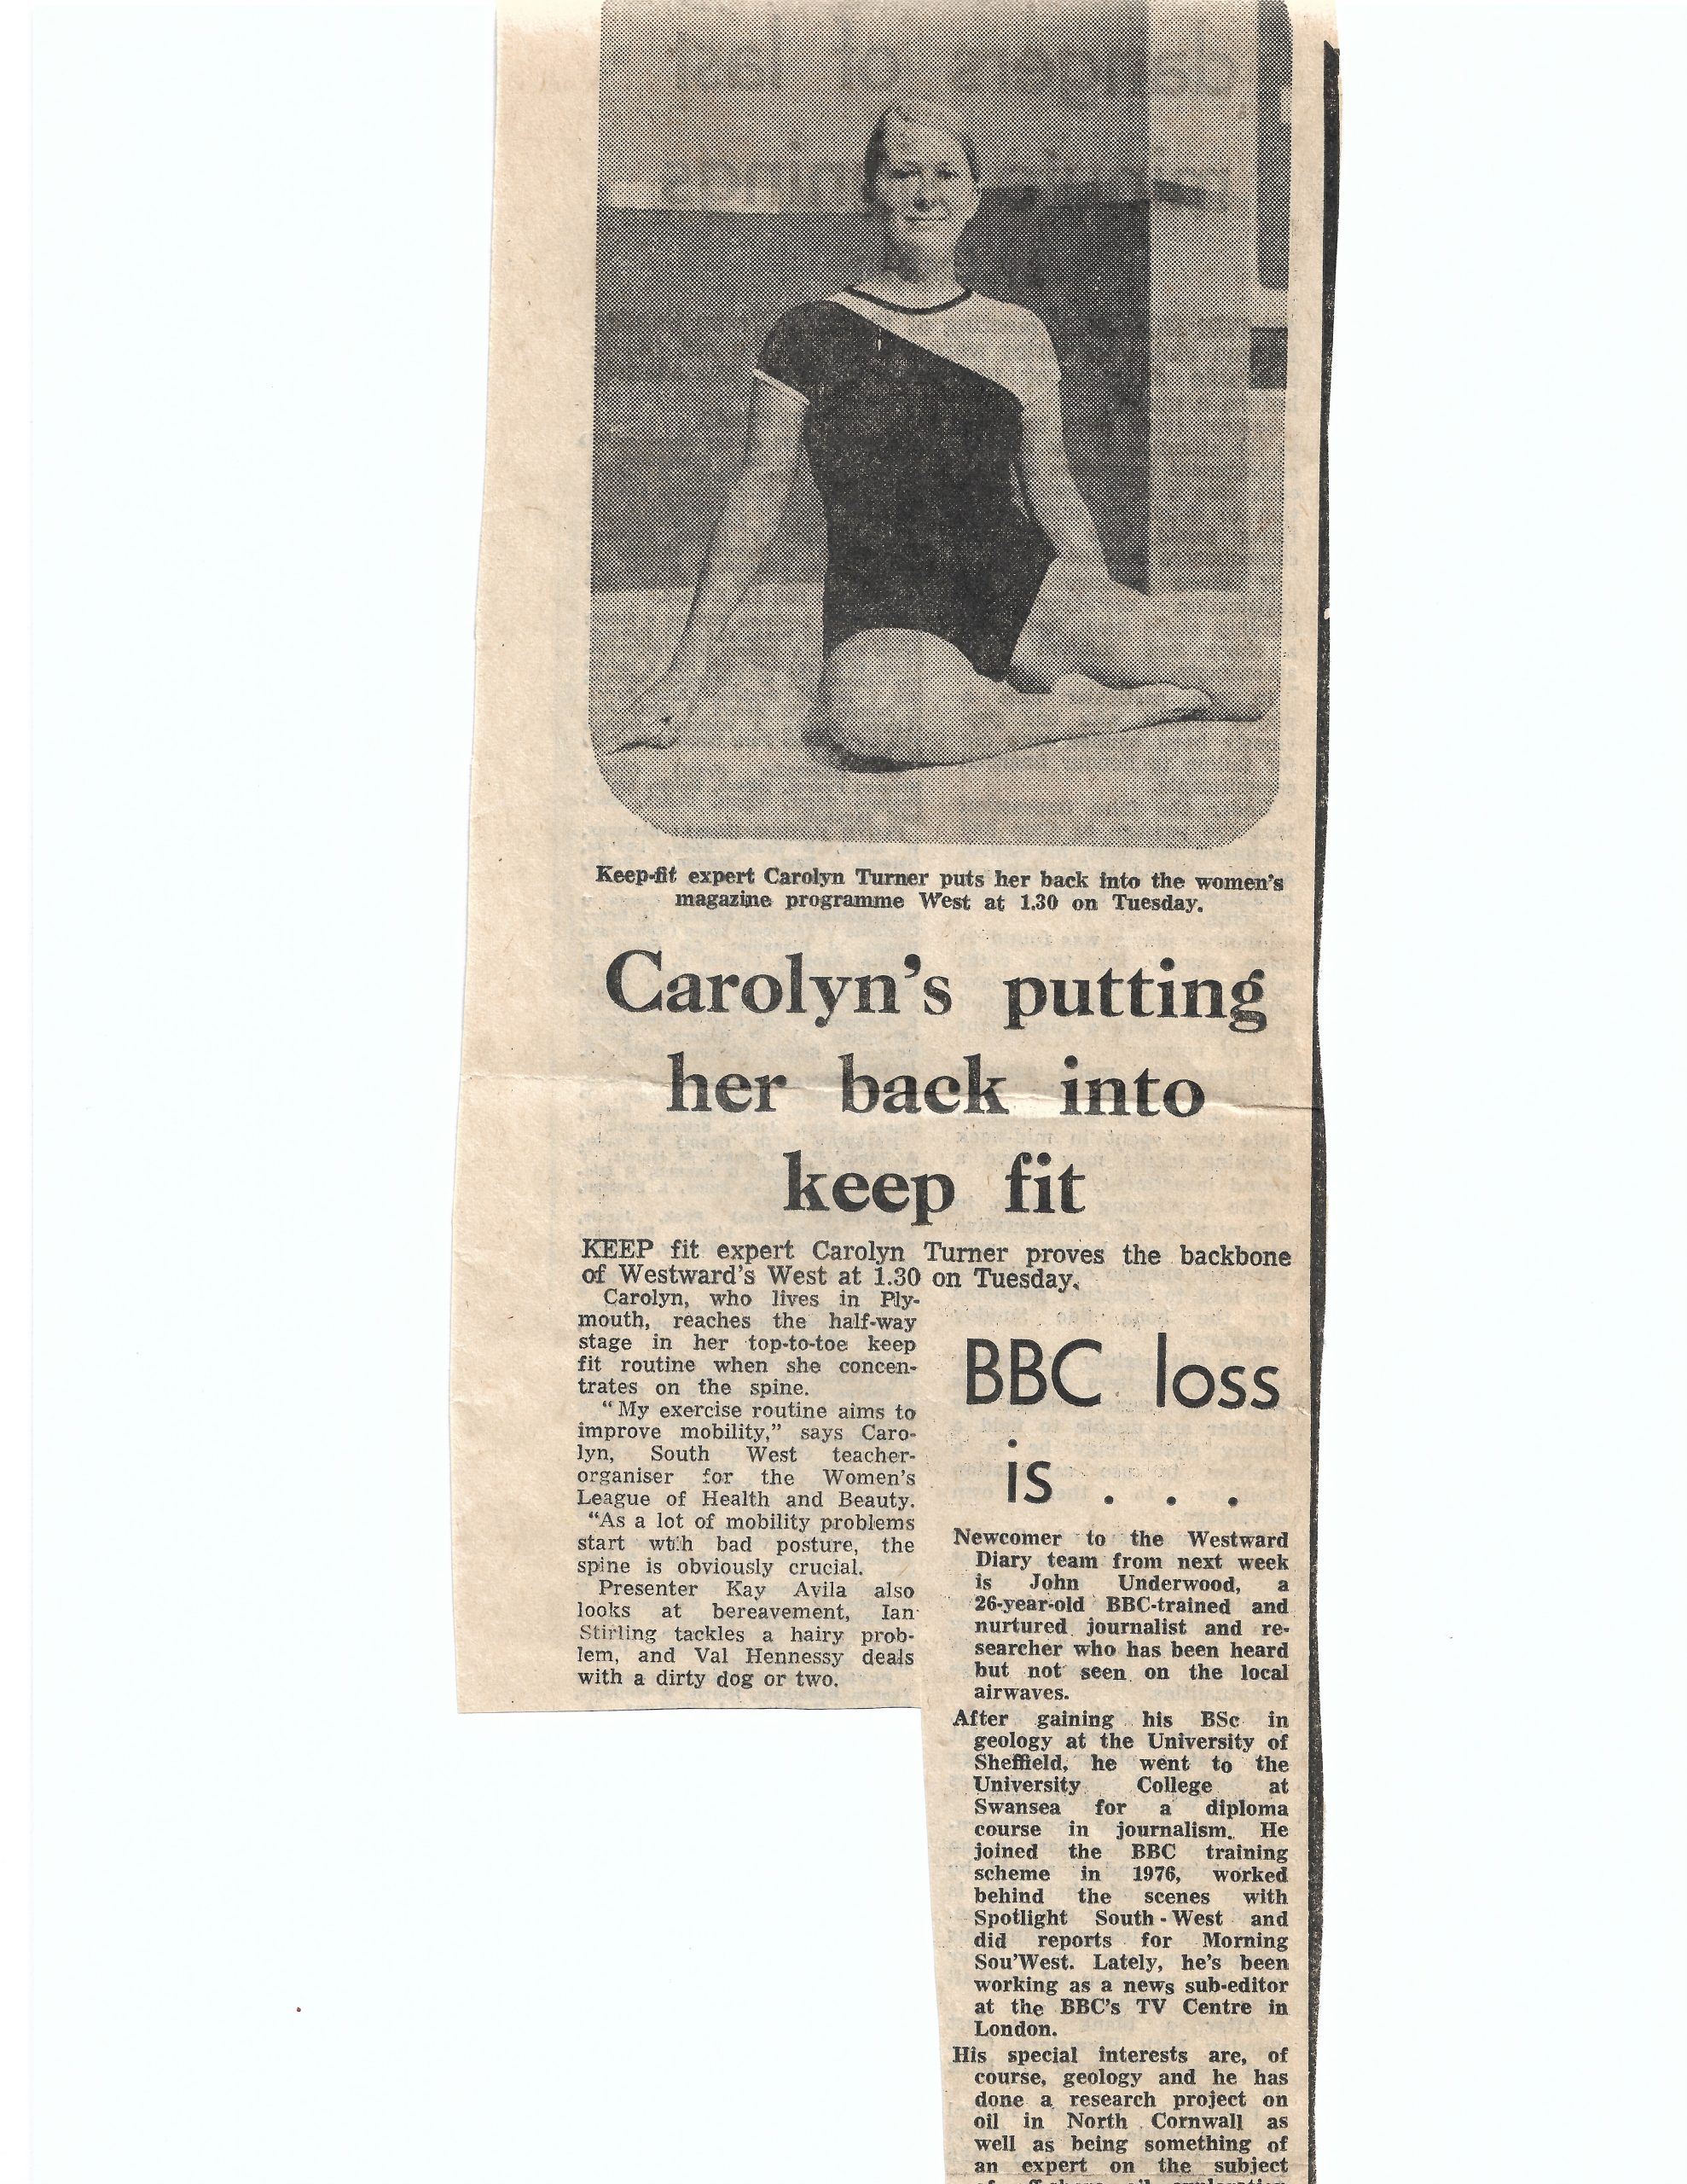 Keep-fit expert Carolyn Turner puts her back into the women's
magazine programme West at 1.30 on Tuesday.
Carolyn's putting
her back into
keep fit
KEEP fit expert Carolyn Turner proves the backbone
of Westward's West at 1.30 on Tuesday.
Carolyn, who lives in Ply-
mouth, reaches the half-way
stage in her top-to-toe keep
fit routine when she concen-
trates on the spine.
"My exercise routine aims to
improve mobility," says Caro-
lyn, South West teacher-
organiser for the Women's
League of Health and Beauty.
"As a lot of mobility problems
start wtih bad posture, the
spine is obviously crucial.
Presenter Kay Avila also
looks at bereavement, Ian
Stirling tackles a hairy prob-
lem, and Val Hennessy deals
with a dirty dog or two.
BBC loss
is . . .
Newcomer to the Westward
Diary team from next week
is John Underwood, a
26-year-old BBC-trained and
nurtured journalist and re-
searcher who has been heard
but not seen on the local
airwaves.
After gaining his BSc in
geology at the University of
Sheffield, he went to the
University College at
Swansea for a diploma
course in journalism. He
joined the BBC training
scheme in 1976, worked
behind the scenes with
Spotlight South-West and
did reports for Morning
Sou'West. Lately, he's been
working as a news sub-editor
at the BBC's TV Centre in
London.
His special interests are, of
course, geology and he has
done a research project on
oil in North Cornwall as
well as being something of
an expert on the subject